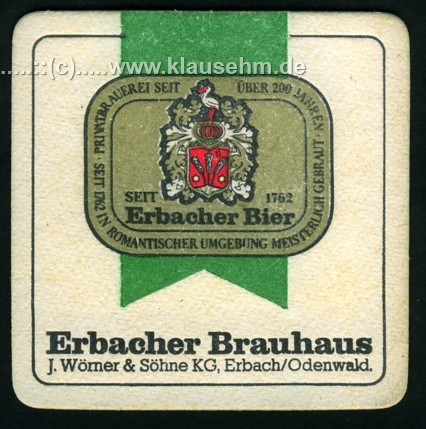 ......::(c).....www.klausehm.de
PRIVATBRAUEREI SEIT ÜBER 200 JAHREN
· SEIT 1762 IN ROMANTISCHER UMGEBUNG MEISTERLICH GEBRAUT ·
SEIT 1762
Erbacher Bier
Erbacher Brauhaus
J. Wörner & Söhne KG, Erbach/Odenwald.